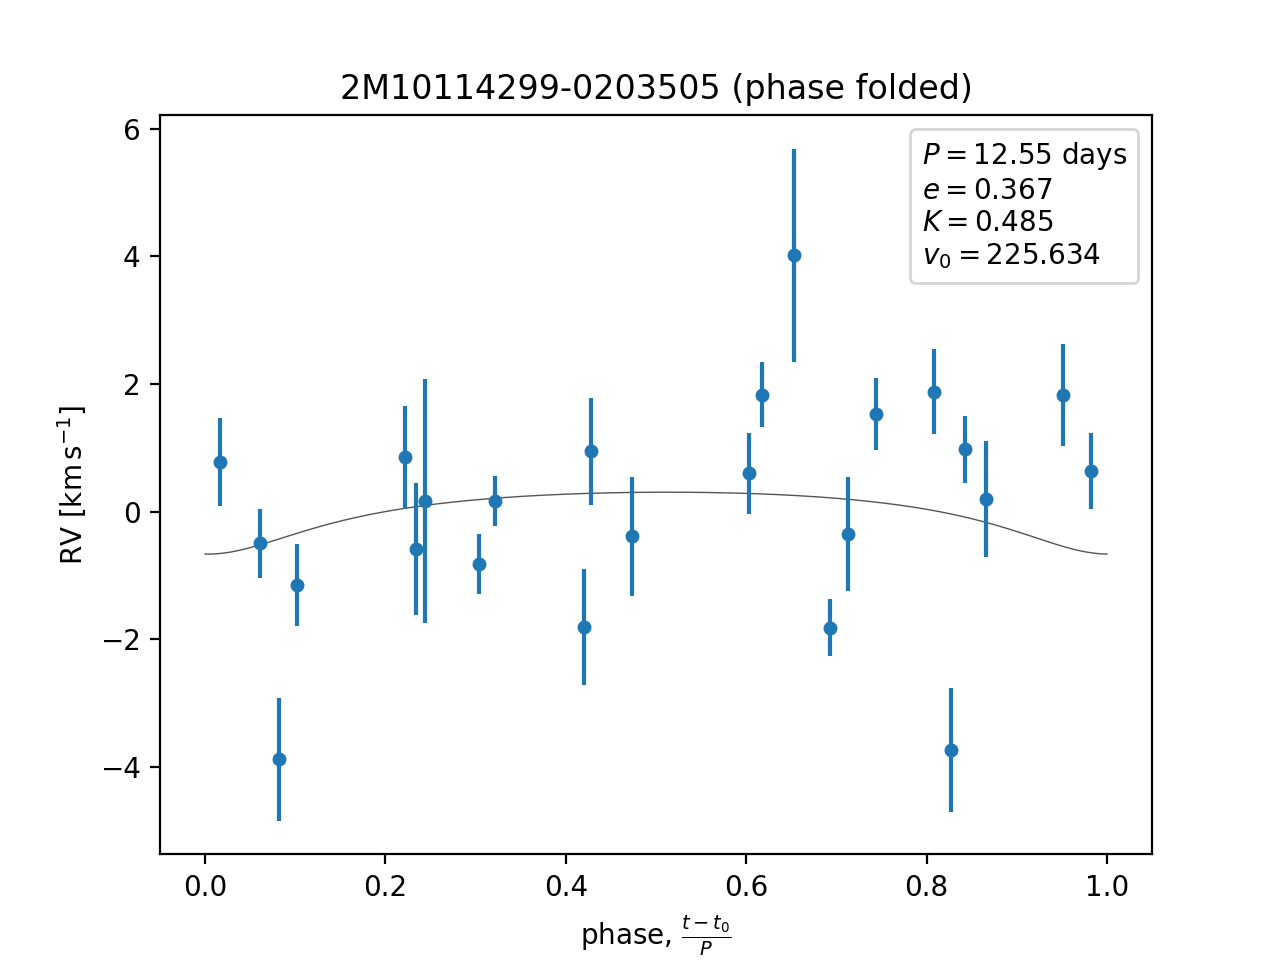 2M10114299-0203505 (phase folded)
P = 12.55 days
e = 0.367
K = 0.485
v₀ = 225.634
RV [km s⁻¹]
6
4
2
0
−2
−4
0.0 0.2 0.4 0.6 0.8 1.0
phase, (t − t₀)/P